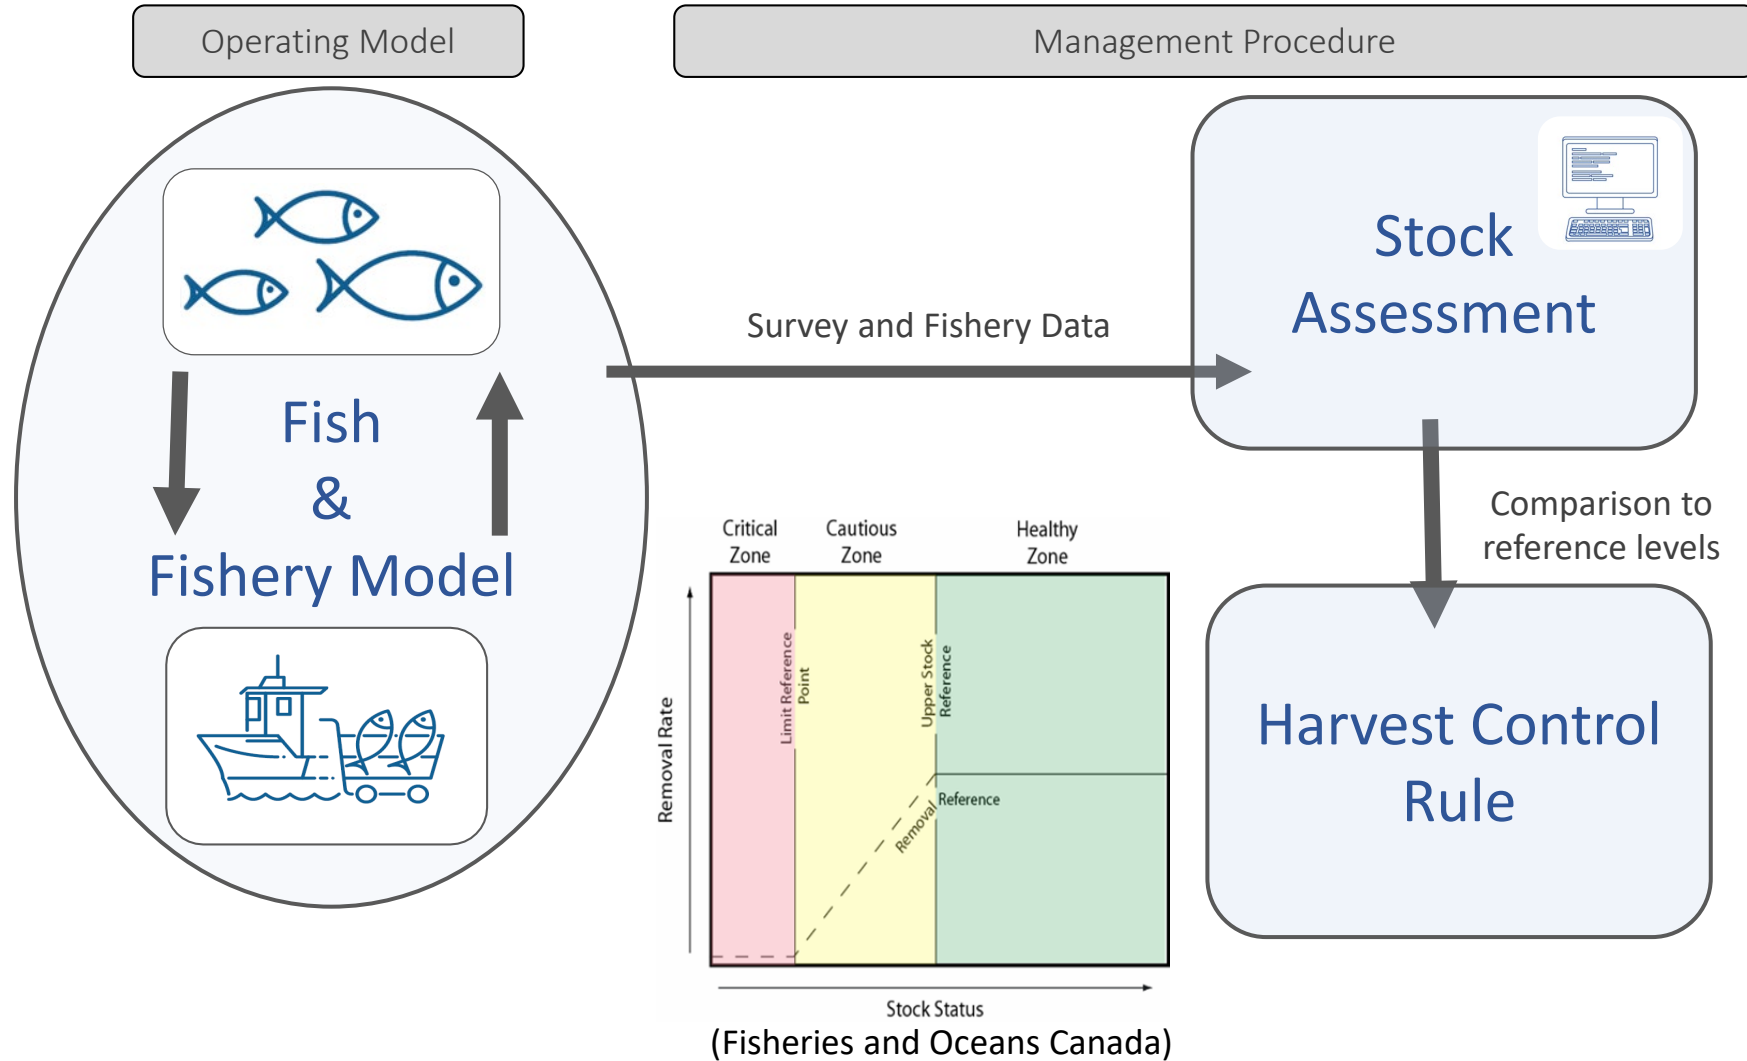 Operating Model
Management Procedure
Fish
&
Fishery Model
Survey and Fishery Data
Stock
Assessment
Comparison to
reference levels
Harvest Control
Rule
Critical
Zone
Cautious
Zone
Healthy
Zone
Removal Rate
Limit Reference
Point
Upper Stock
Reference
Removal
Reference
Stock Status
(Fisheries and Oceans Canada)